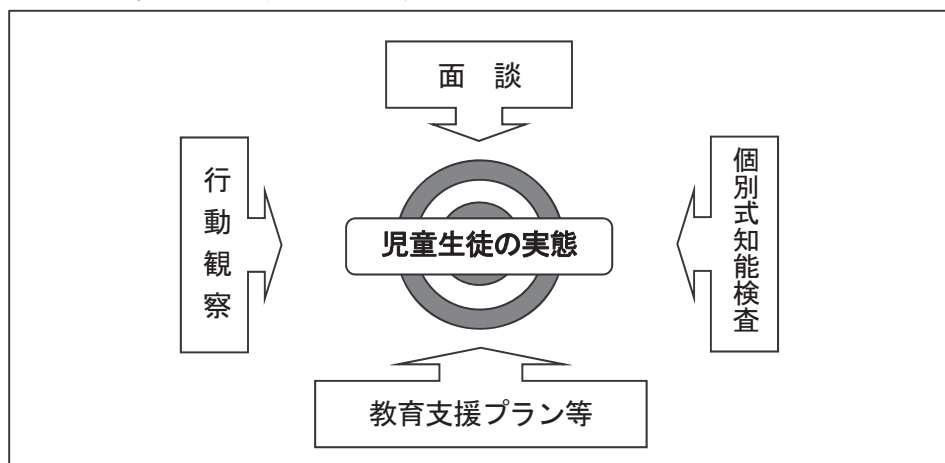 面 談
行動観察
児童生徒の実態
個別式知能検査
教育支援プラン等